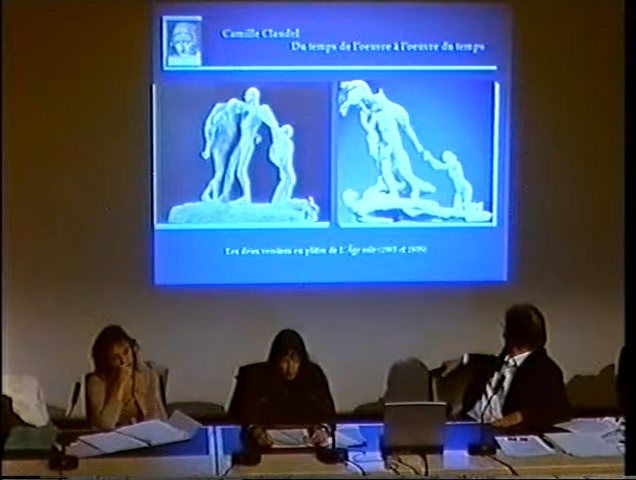 Camille Claudel
Du temps de l'oeuvre à l'oeuvre du temps
Les deux versions en plâtre de L'Âge mûr